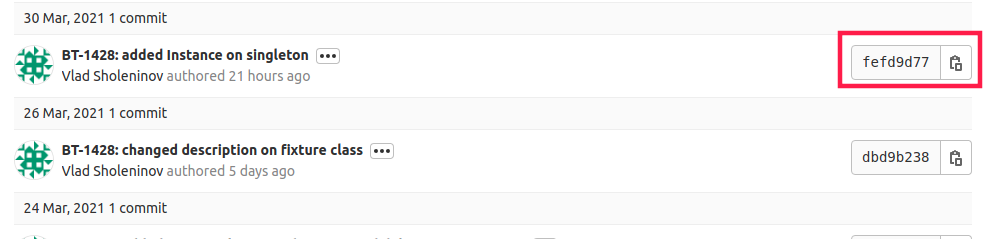 30 Mar, 2021 1 commit
BT-1428: added Instance on singleton
Vlad Sholeninov authored 21 hours ago
fefd9d77
26 Mar, 2021 1 commit
BT-1428: changed description on fixture class
Vlad Sholeninov authored 5 days ago
dbd9b238
24 Mar, 2021 1 commit